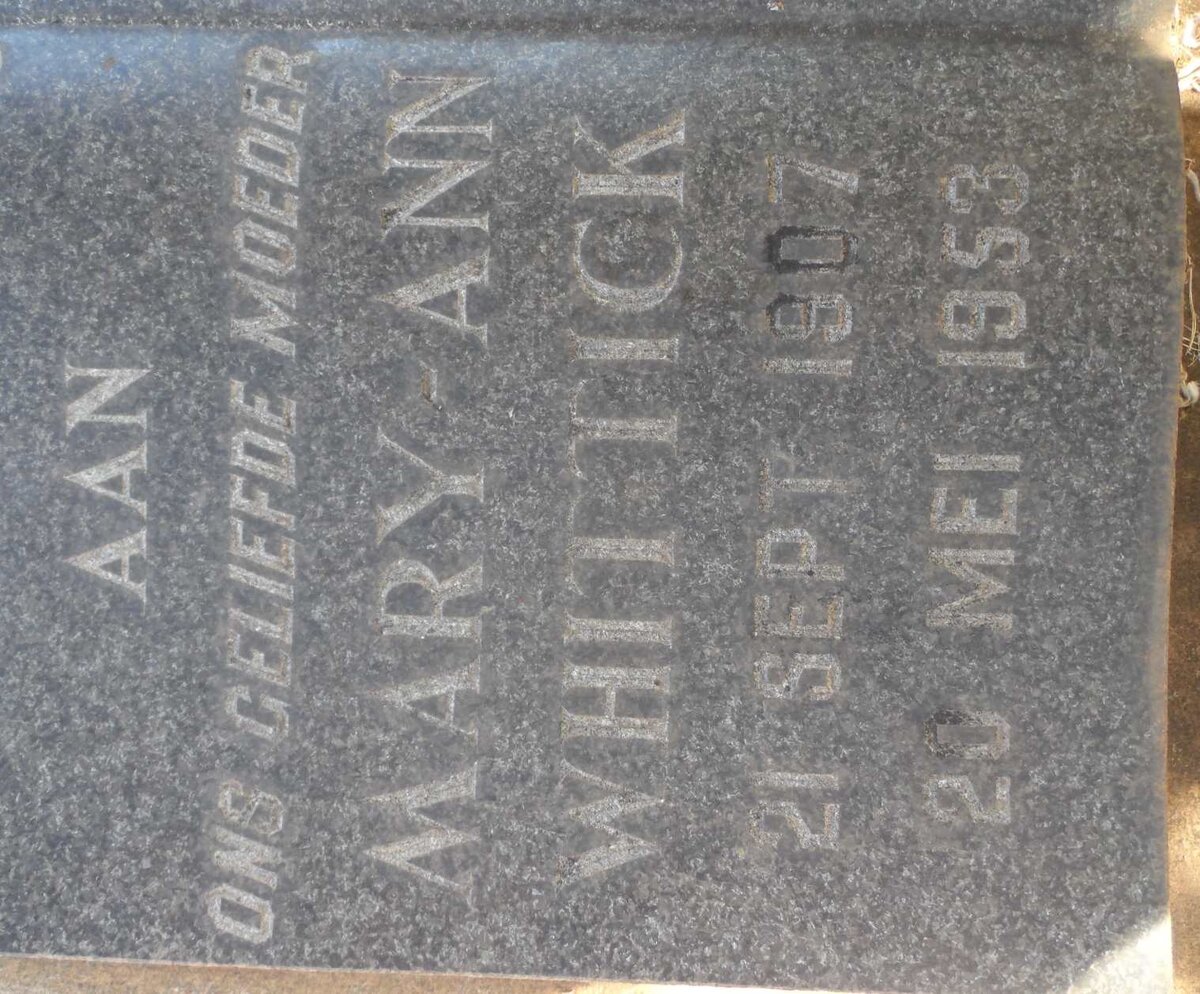 AAN
ONS GELIEFDE MOEDER
MARY-ANN
WHITTICK
21 SEPT 1907
20 MEI 1953